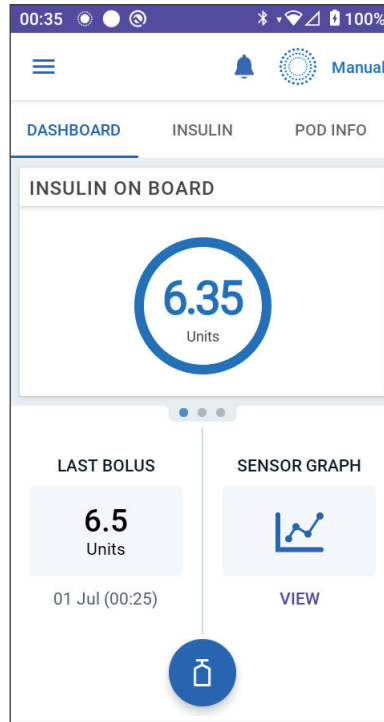 00:35 100%
Manual
DASHBOARD INSULIN POD INFO
INSULIN ON BOARD
6.35
Units
LAST BOLUS SENSOR GRAPH
6.5
Units
01 Jul (00:25) VIEW